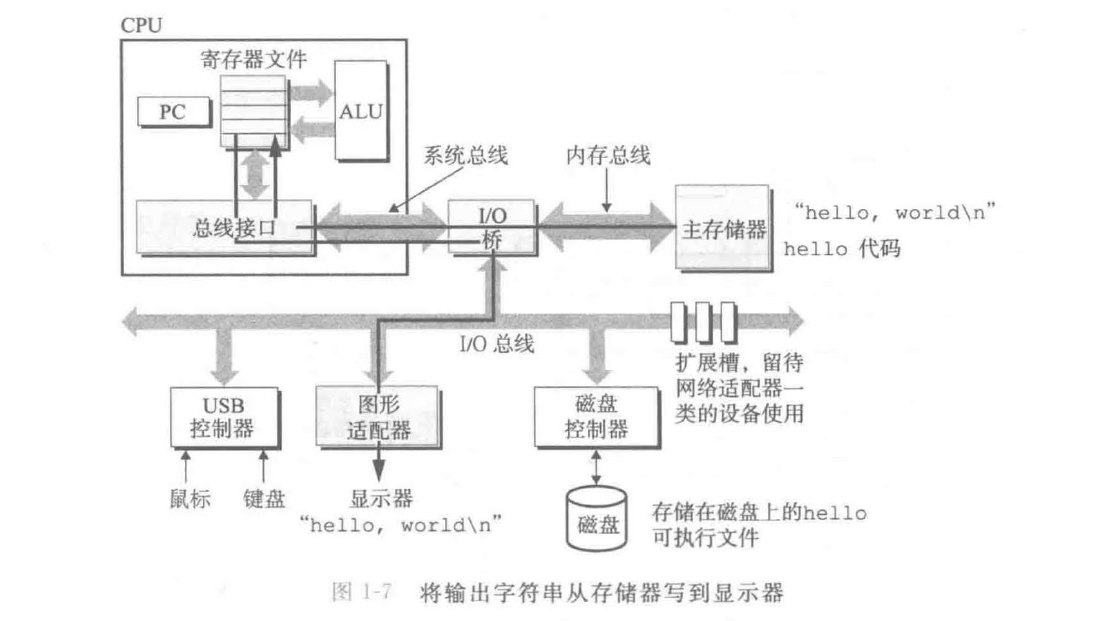 CPU
寄存器文件
PC
ALU
系统总线
内存总线
总线接口
I/O
桥
主存储器
“hello, world\n”
hello 代码
I/O 总线
扩展槽，留待
网络适配器一
类的设备使用
USB
控制器
图形
适配器
磁盘
控制器
鼠标
键盘
显示器
“hello, world\n”
磁盘
存储在磁盘上的hello
可执行文件
图 1-7 将输出字符串从存储器写到显示器